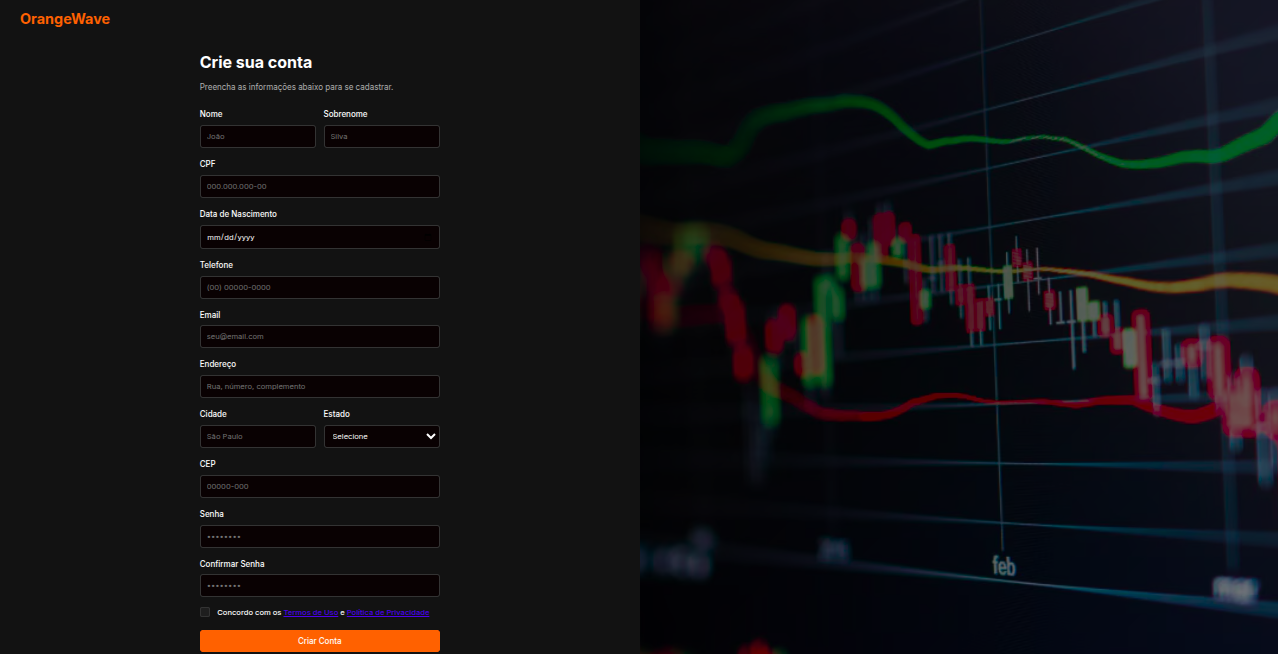 OrangeWave
Crie sua conta
Preencha as informações abaixo para se cadastrar.
Nome Sobrenome
João Silva
CPF
000.000.000-00
Data de Nascimento
mm/dd/yyyy
Telefone
(00) 00000-0000
Email
seu@email.com
Endereço
Rua, número, complemento
Cidade Estado
São Paulo Selecione
CEP
00000-000
Senha
••••••••
Confirmar Senha
••••••••
Concordo com os Termos de Uso e Política de Privacidade
Criar Conta
feb